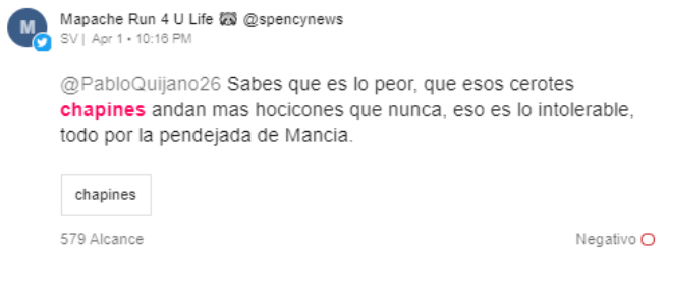 M
Mapache Run 4 U Life 🦝 @spencynews
SV | Apr 1 • 10:16 PM
@PabloQuijano26 Sabes que es lo peor, que esos cerotes
chapines andan mas hocicones que nunca, eso es lo intolerable,
todo por la pendejada de Mancia.
chapines
579 Alcance
Negativo